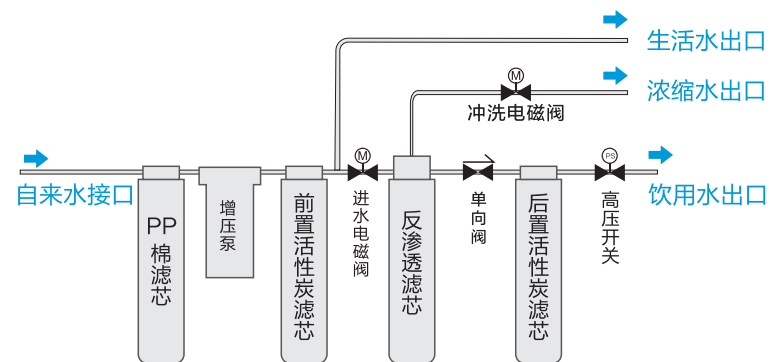 生活水出口
M
浓缩水出口
冲洗电磁阀
自来水接口
M
PS
饮用水出口
PP
棉滤芯
增压泵
前置活性炭滤芯
进水电磁阀
反渗透滤芯
单向阀
后置活性炭滤芯
高压开关